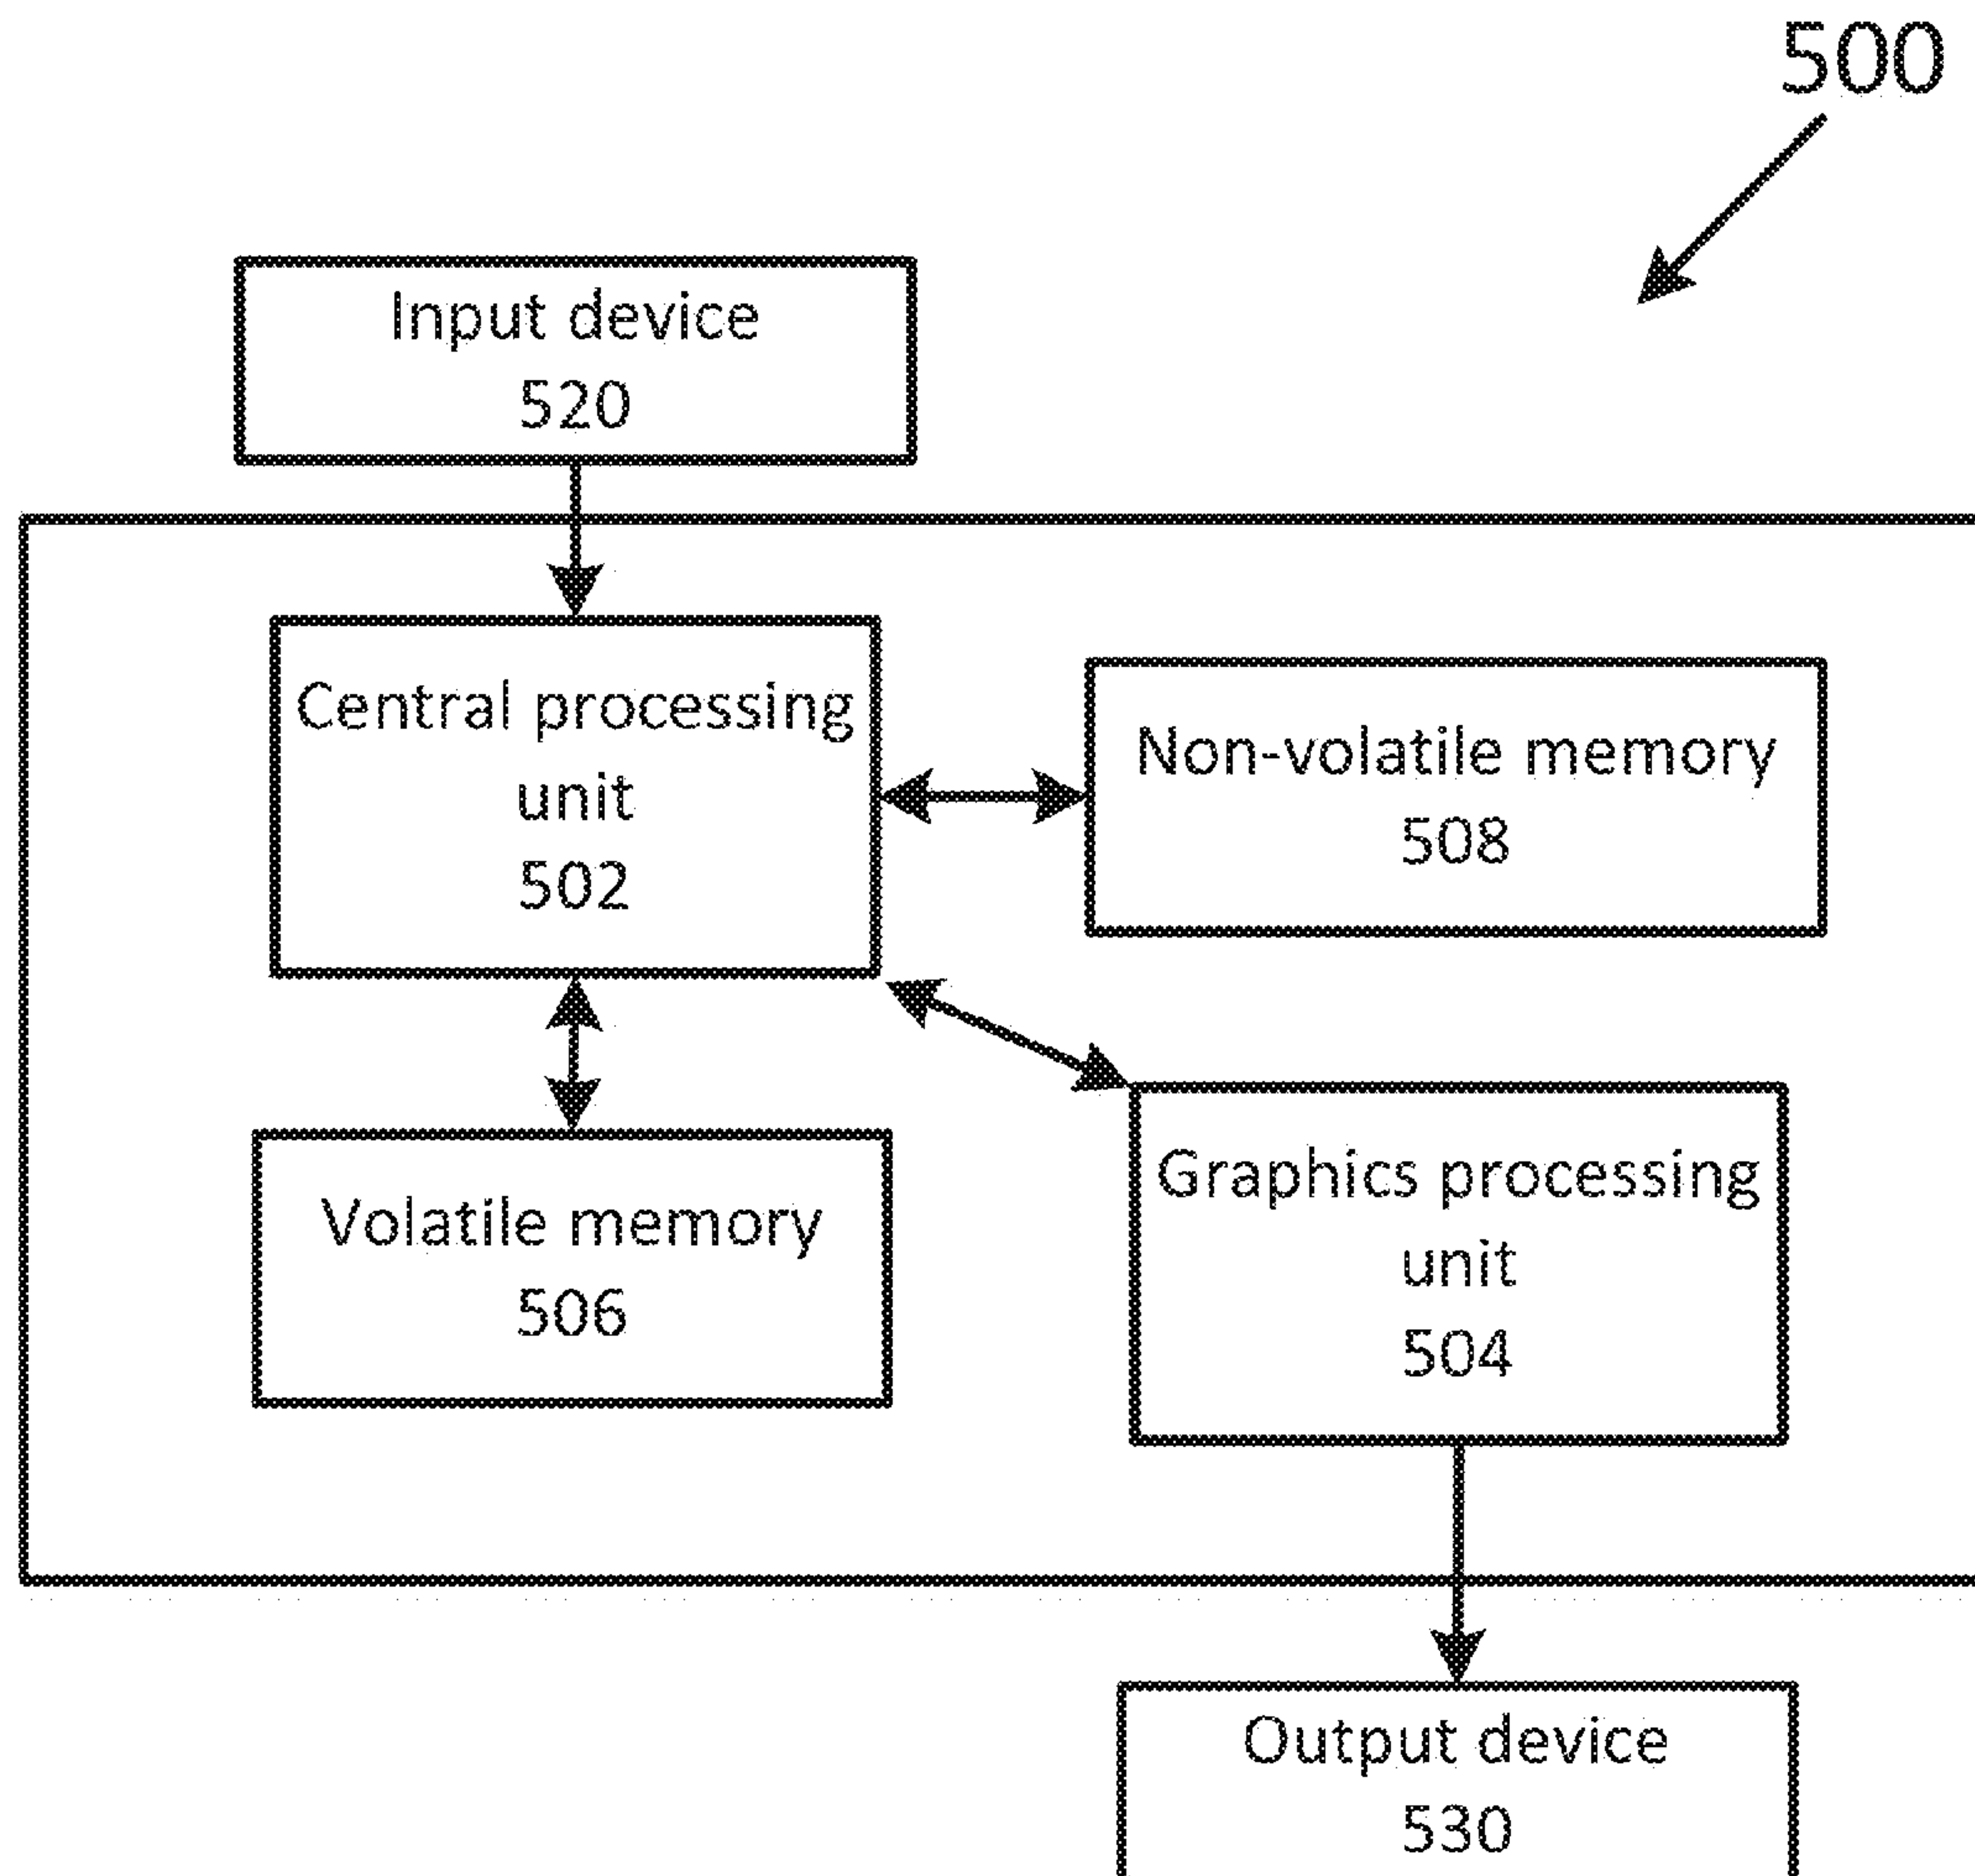 500
Input device
520
Central processing
unit
502
Non-volatile memory
508
Volatile memory
506
Graphics processing
unit
504
Output device
530